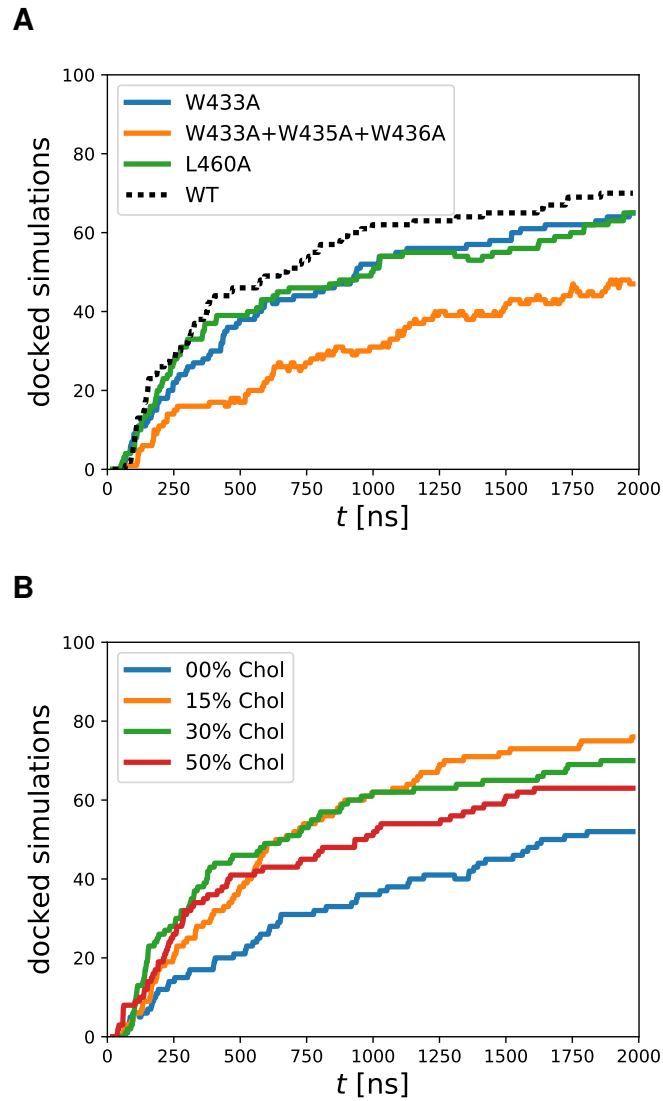 A
100
80
60
40
20
0
docked simulations
W433A
W433A+W435A+W436A
L460A
WT
0 250 500 750 1000 1250 1500 1750 2000
t [ns]
B
100
80
60
40
20
0
docked simulations
00% Chol
15% Chol
30% Chol
50% Chol
0 250 500 750 1000 1250 1500 1750 2000
t [ns]